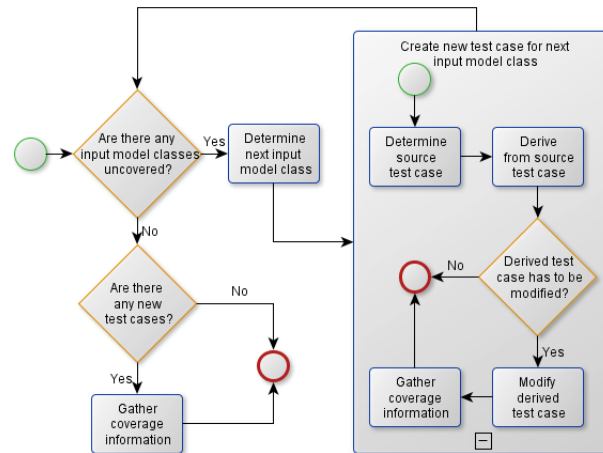 Create new test case for next
input model class
Are there any
input model classes
uncovered?
Yes
Determine
next input
model class
Determine
source
test case
Derive
from source
test case
No
Are there
any new
test cases?
No
Yes
Gather
coverage
information
Derived test
case has to be
modified?
No
Yes
Modify
derived
test case
Gather
coverage
information